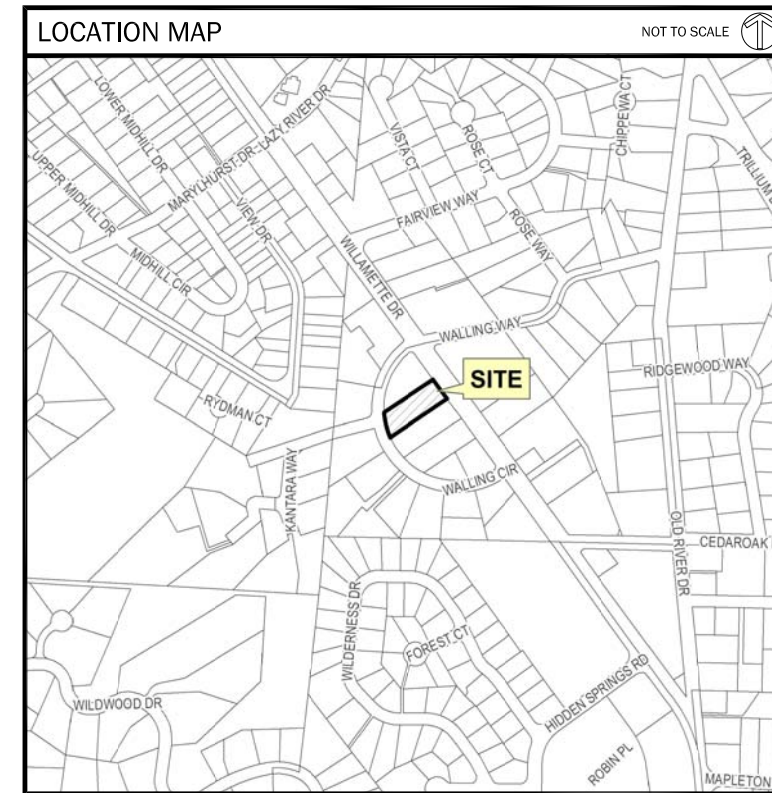 LOCATION MAP
NOT TO SCALE
LOWER MIDHILL DR
MARYLHURST DR-LAZY RIVER DR
VISTA CT
ROSE CT
CHIPPEWA CT
TRILLIUM
UPPER MIDHILL DR
VIEW DR
FAIRVIEW WAY
ROSE WAY
MIDHILL CIR
WILLAMETTE DR
WALLING WAY
SITE
RIDGEWOOD WAY
RYDMAN CT
KANTARA WAY
WALLING CIR
OLD RIVER DR
CEDAROAK
WILDERNESS DR
FOREST CT
WILDWOOD DR
HIDDEN SPRINGS RD
ROBIN PL
MAPLETON